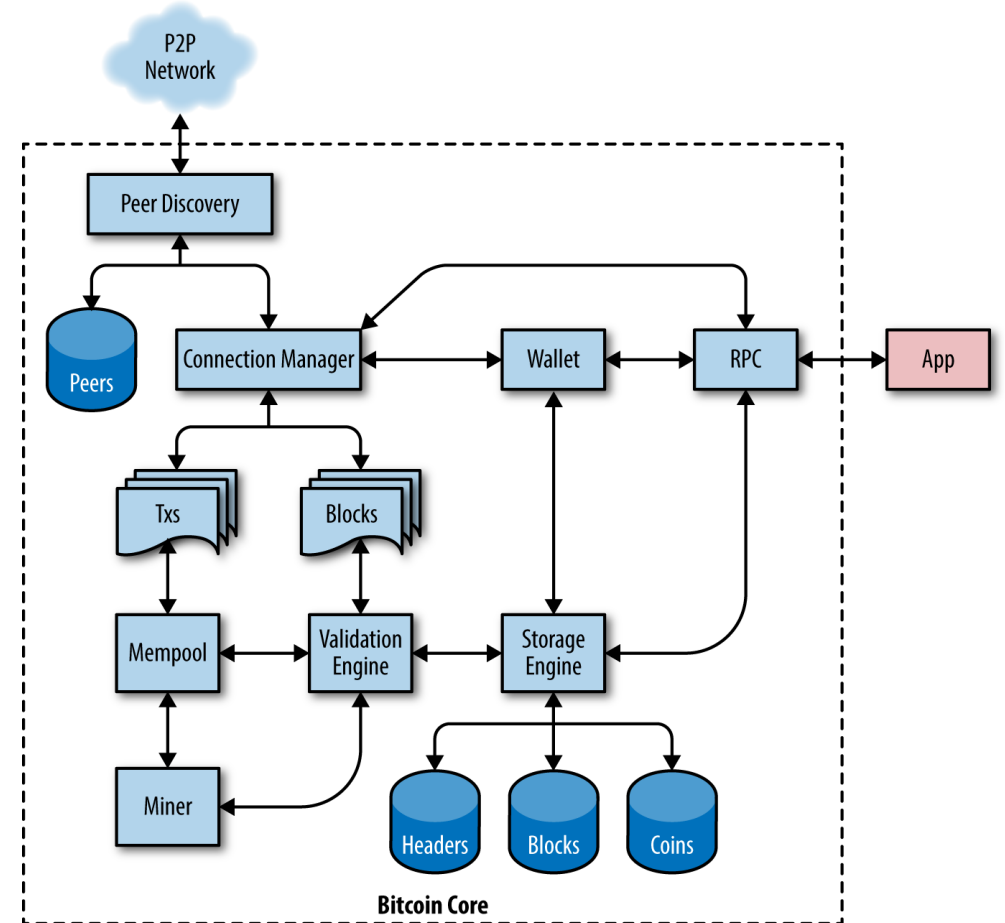 P2P
Network
Peer Discovery
Peers
Connection Manager
Wallet
RPC
App
Txs
Blocks
Mempool
Validation
Engine
Storage
Engine
Miner
Headers
Blocks
Coins
Bitcoin Core